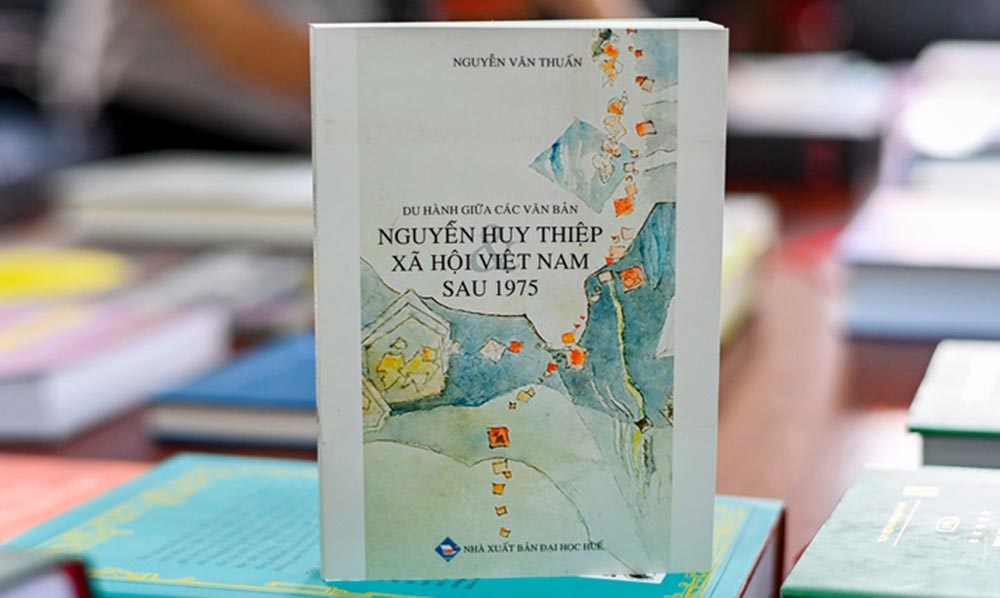 NGUYỄN VĂN THUẤN
DU HÀNH GIỮA CÁC VĂN BẢN
NGUYỄN HUY THIỆP
XÃ HỘI VIỆT NAM
SAU 1975
NHÀ XUẤT BẢN ĐẠI HỌC HUẾ